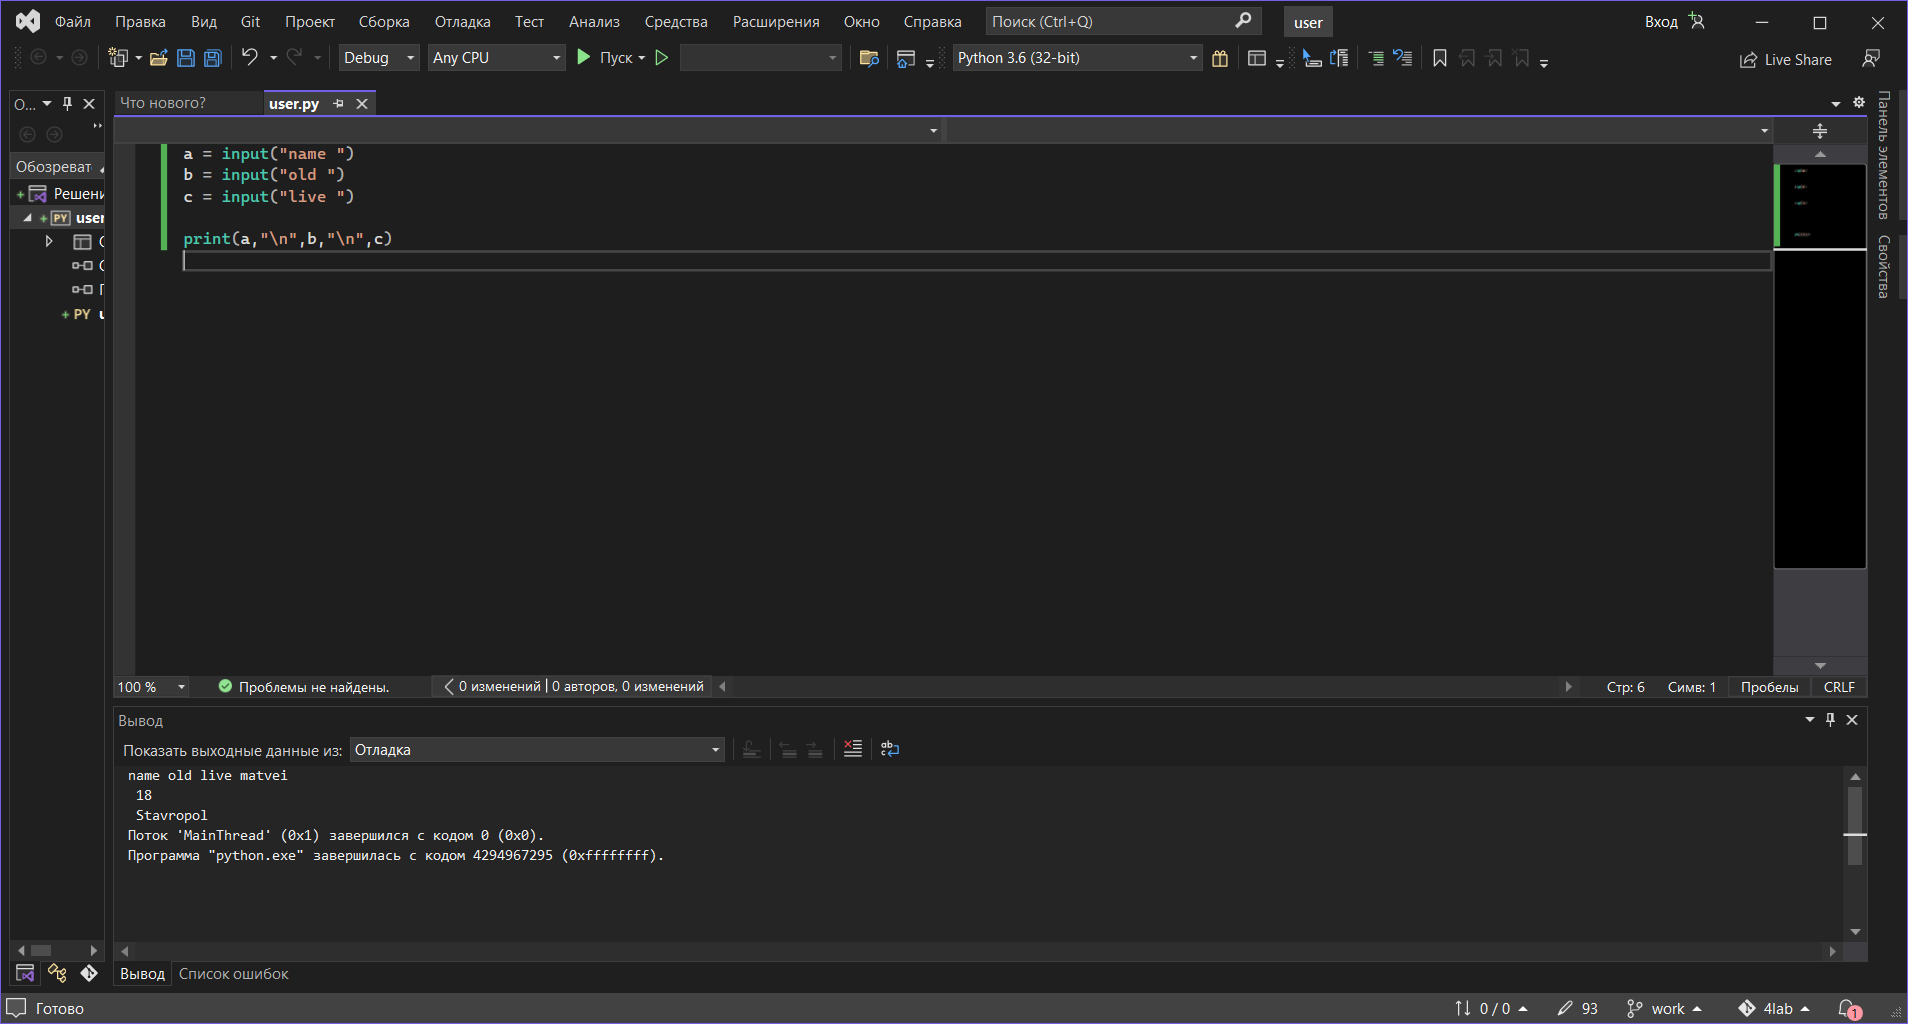 Файл Правка Вид Git Проект Сборка Отладка Тест Анализ Средства Расширения Окно Справка Поиск (Ctrl+Q) user Вход
Debug Any CPU Пуск Python 3.6 (32-bit) Live Share
О... Что нового? user.py
Обозреват
Решени
PY user
С
С
П
PY u
a = input("name ")
b = input("old ")
c = input("live ")
print(a,"\n",b,"\n",c)
Панель элементов
Свойства
100 % Проблемы не найдены. 0 изменений | 0 авторов, 0 изменений Стр: 6 Симв: 1 Пробелы CRLF
Вывод
Показать выходные данные из: Отладка
name old live matvei
18
Stavropol
Поток 'MainThread' (0x1) завершился с кодом 0 (0x0).
Программа "python.exe" завершилась с кодом 4294967295 (0xffffffff).
Вывод Список ошибок
Готово 0 / 0 93 work 4lab 1